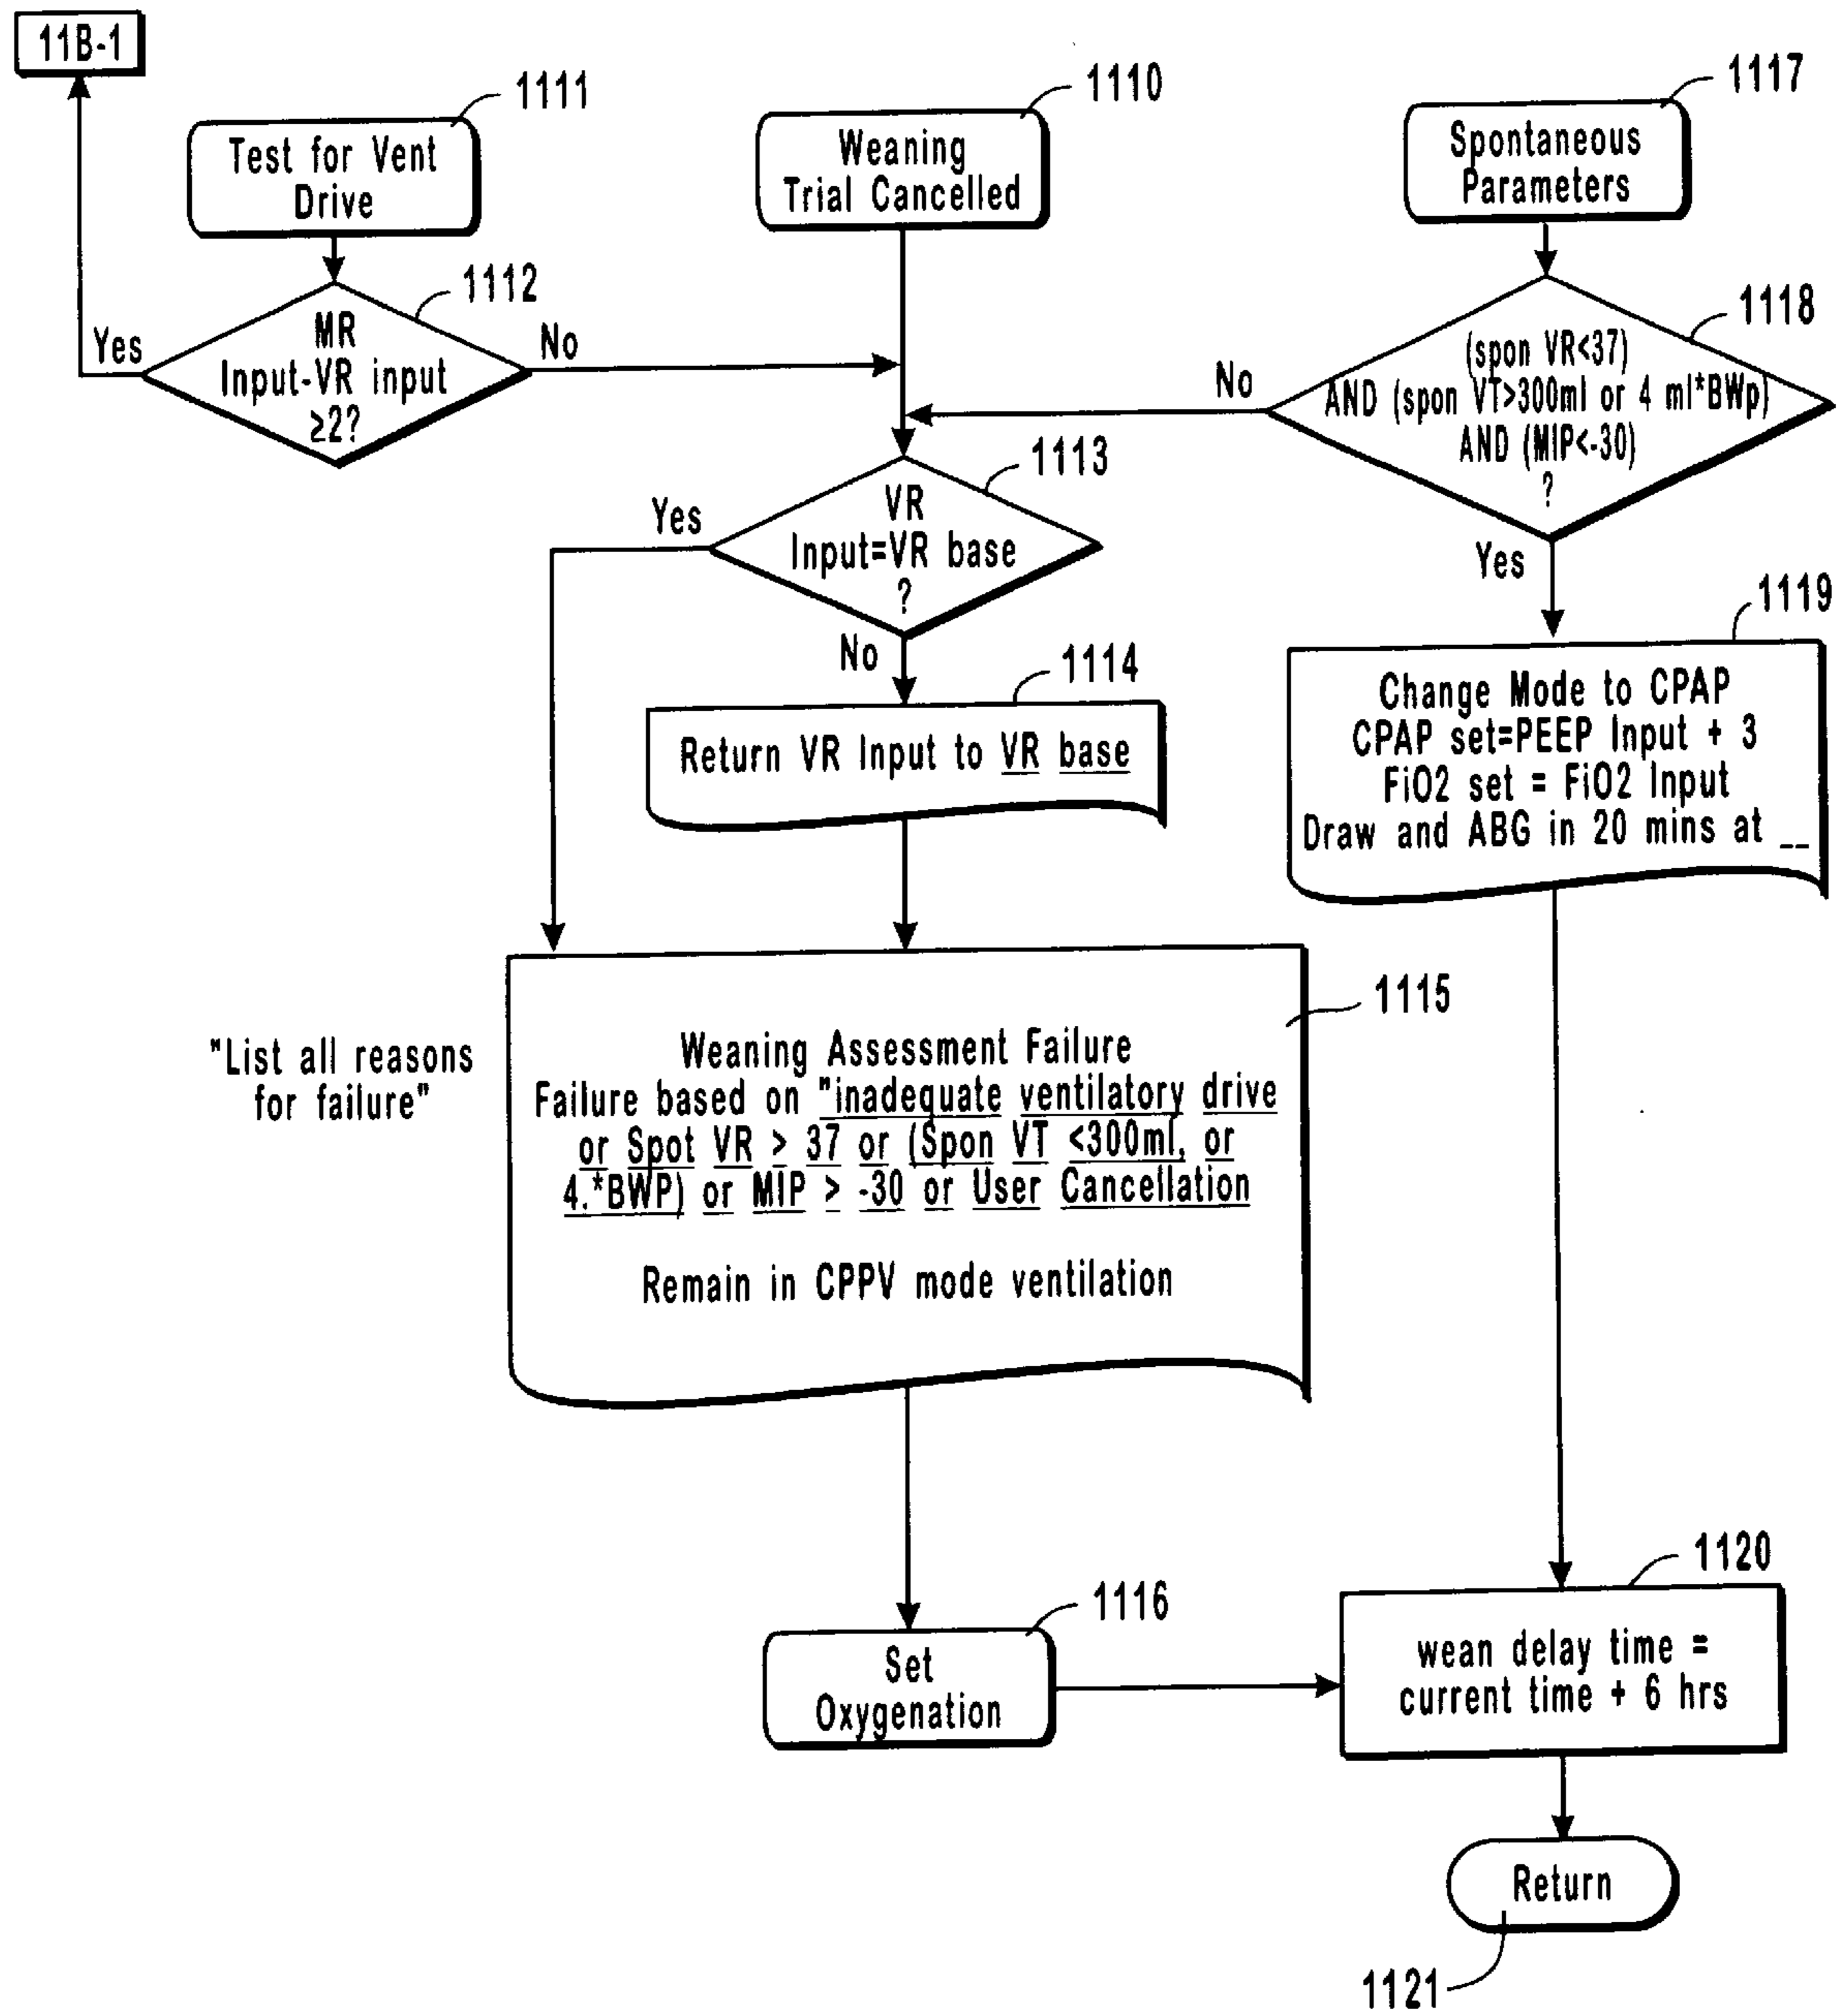 11B-1
1111
Test for Vent
Drive
1110
Weaning
Trial Cancelled
1117
Spontaneous
Parameters
1112
MR
Input-VR input
≥2?
Yes
No
1118
(spon VR<37)
AND (spon VT>300ml or 4 ml*BWp)
AND (MIP<-30)
?
No
Yes
1113
VR
Input=VR base
?
Yes
No
1114
Return VR Input to VR base
1119
Change Mode to CPAP
CPAP set=PEEP Input + 3
FiO2 set = FiO2 Input
Draw and ABG in 20 mins at __
"List all reasons
for failure"
1115
Weaning Assessment Failure
Failure based on "inadequate ventilatory drive
or Spot VR > 37 or (Spon VT <300ml, or
4.*BWP) or MIP > -30 or User Cancellation
Remain in CPPV mode ventilation
1116
Set
Oxygenation
1120
wean delay time =
current time + 6 hrs
Return
1121